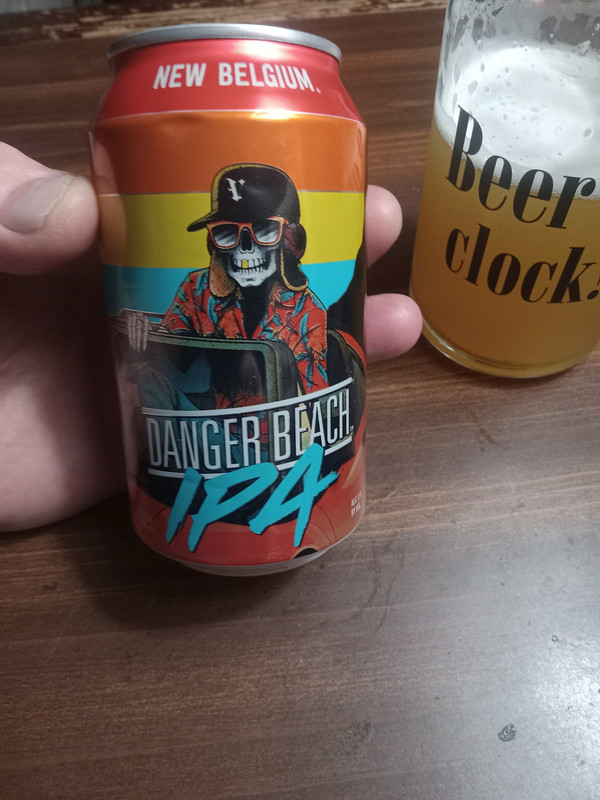 NEW BELGIUM
DANGER BEACH
IPA
Beer
clock!